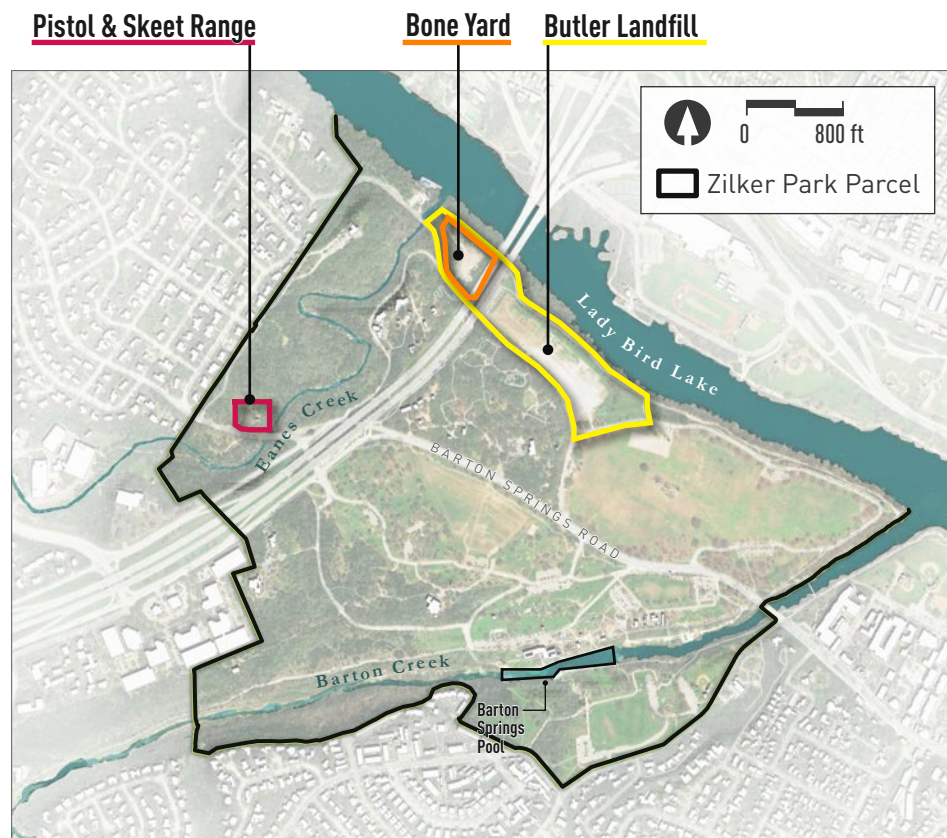 Pistol & Skeet Range
Bone Yard
Butler Landfill
0 800 ft
Zilker Park Parcel
Lady Bird Lake
Eanes Creek
BARTON SPRINGS ROAD
Barton Creek
Barton
Springs
Pool